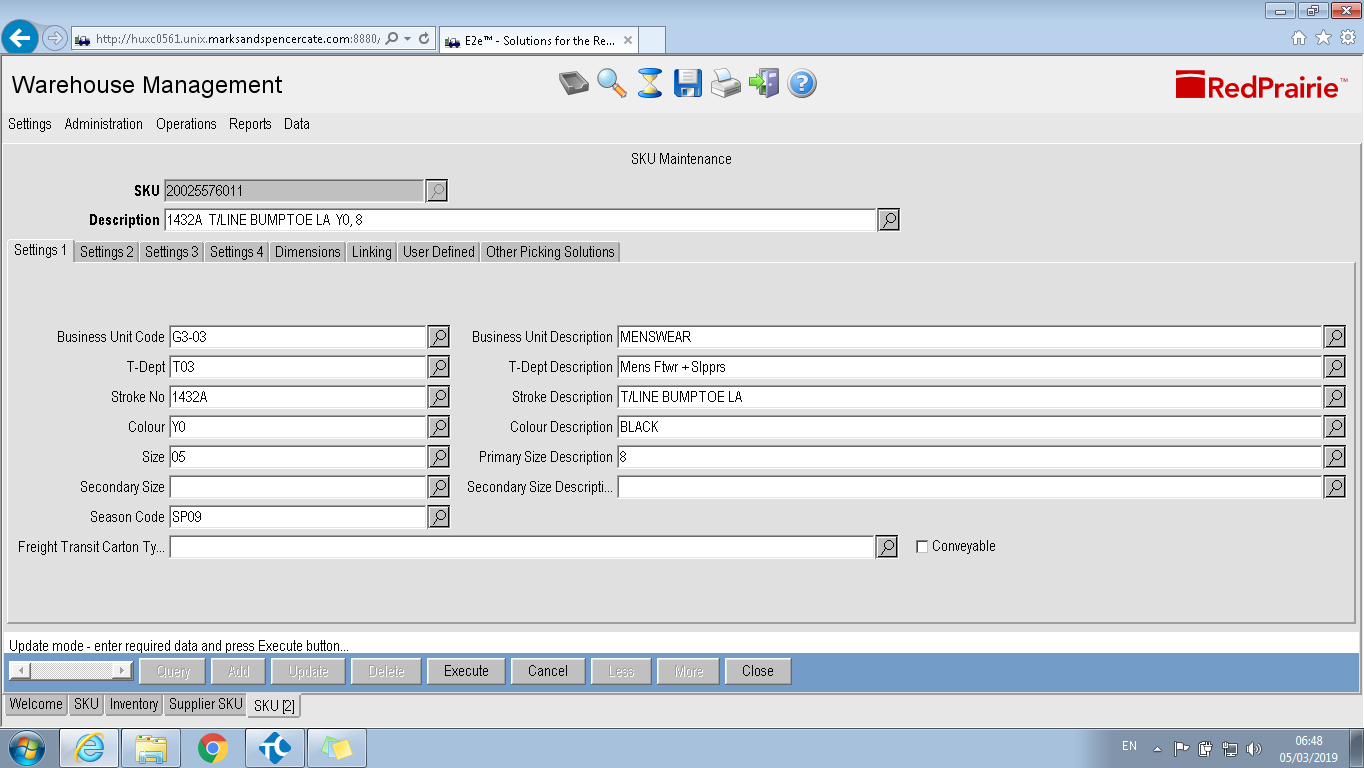 http://huxc0561.unix.marksandspencercate.com:8880/
E2e™ - Solutions for the Re...
Warehouse Management
RedPrairie™
Settings Administration Operations Reports Data
SKU Maintenance
SKU 20025576011
Description 1432A T/LINE BUMPTOE LA Y0, 8
Settings 1 Settings 2 Settings 3 Settings 4 Dimensions Linking User Defined Other Picking Solutions
Business Unit Code G3-03 Business Unit Description MENSWEAR
T-Dept T03 T-Dept Description Mens Ftwr + Slpprs
Stroke No 1432A Stroke Description T/LINE BUMPTOE LA
Colour Y0 Colour Description BLACK
Size 05 Primary Size Description 8
Secondary Size Secondary Size Descripti...
Season Code SP09
Freight Transit Carton Ty... Conveyable
Update mode - enter required data and press Execute button...
Query Add Update Delete Execute Cancel Less More Close
Welcome SKU Inventory Supplier SKU SKU [2]
EN 06:48
05/03/2019